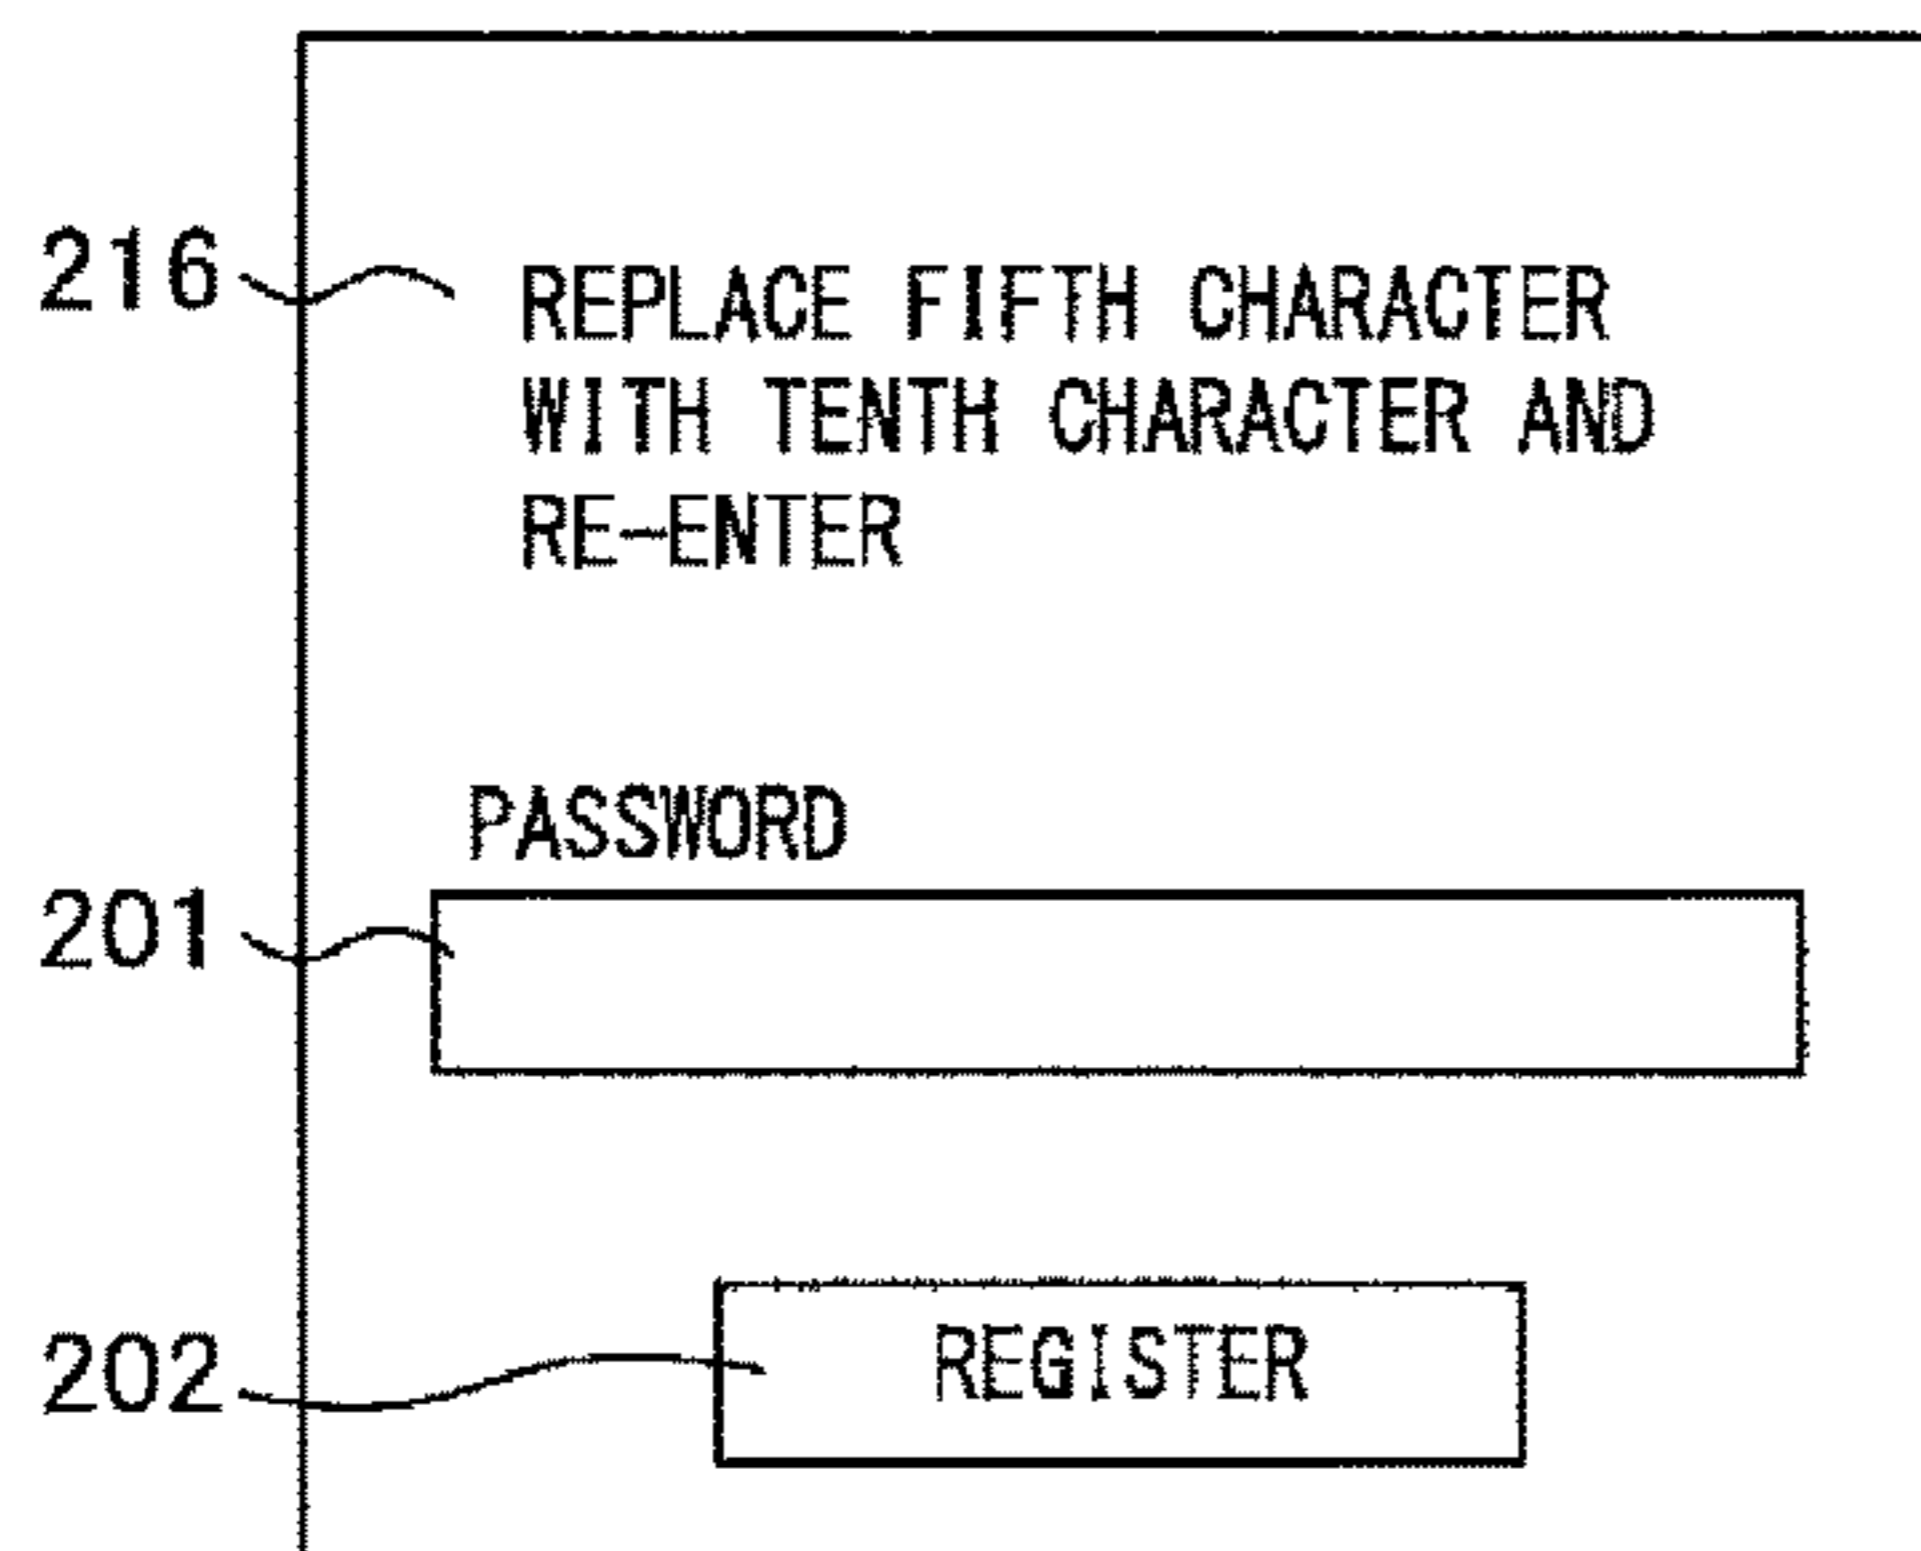 216 REPLACE FIFTH CHARACTER
WITH TENTH CHARACTER AND
RE-ENTER
PASSWORD
201
202 REGISTER